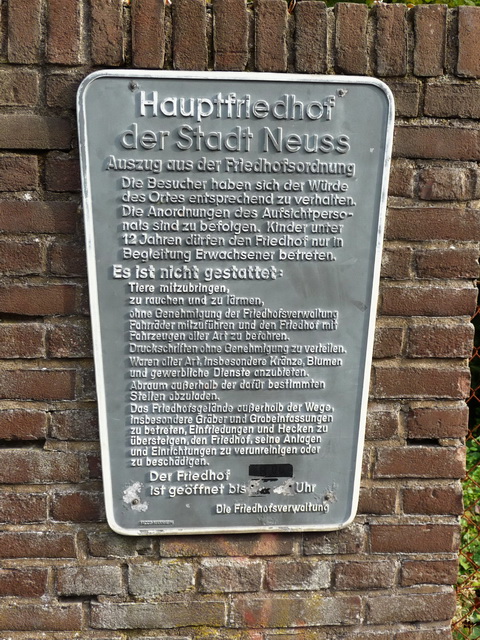 Hauptfriedhof
der Stadt Neuss
Auszug aus der Friedhofsordnung
Die Besucher haben sich der Würde
des Ortes entsprechend zu verhalten.
Die Anordnungen des Aufsichtperso-
nals sind zu befolgen. Kinder unter
12 Jahren dürfen den Friedhof nur in
Begleitung Erwachsener betreten.
Es ist nicht gestattet:
Tiere mitzubringen,
zu rauchen und zu lärmen,
ohne Genehmigung der Friedhofsverwaltung
Fahrräder mitzuführen und den Friedhof mit
Fahrzeugen aller Art zu befahren.
Druckschriften ohne Genehmigung zu verteilen,
Waren aller Art insbesondere Kränze, Blumen
und gewerbliche Dienste anzubieten.
Abraum außerhalb der dafür bestimmten
Stellen abzuladen.
Das Friedhofsgelände außerhalb der Wege,
insbesondere Gräber und Grabeinfassungen
zu betreten, Einfriedungen und Hecken zu
übersteigen, den Friedhof, seine Anlagen
und Einrichtungen zu verunreinigen oder
zu beschädigen.
Der Friedhof
ist geöffnet bis Uhr
Die Friedhofsverwaltung